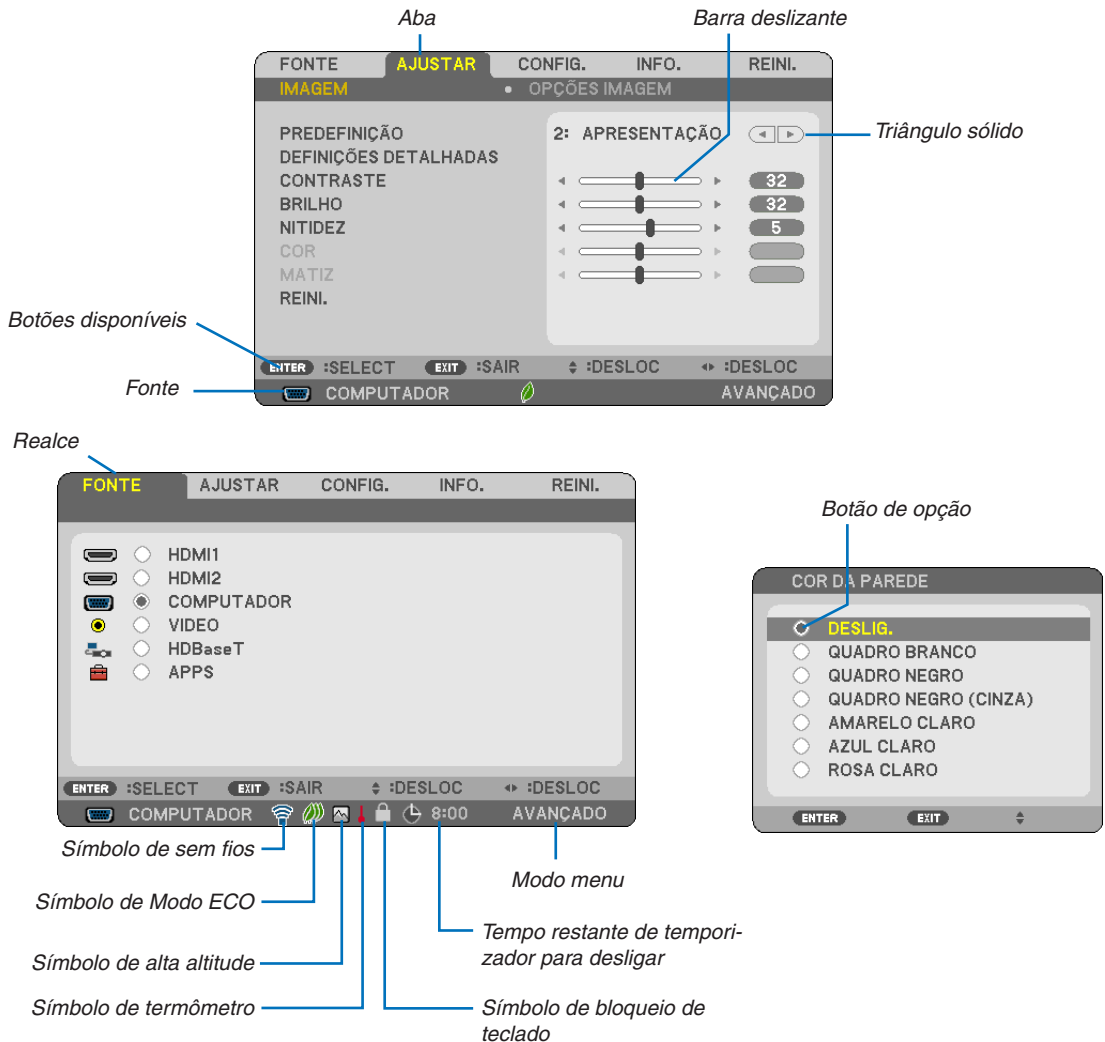 Aba
Barra deslizante
FONTE AJUSTAR CONFIG. INFO. REINI.
IMAGEM • OPÇÕES IMAGEM
PREDEFINIÇÃO 2: APRESENTAÇÃO
Triângulo sólido
DEFINIÇÕES DETALHADAS
CONTRASTE 32
BRILHO 32
NITIDEZ 5
COR
MATIZ
REINI.
Botões disponíveis
ENTER :SELECT EXIT :SAIR :DESLOC :DESLOC
Fonte
COMPUTADOR AVANÇADO
Realce
FONTE AJUSTAR CONFIG. INFO. REINI.
HDMI1
HDMI2
COMPUTADOR
VIDEO
HDBaseT
APPS
ENTER :SELECT EXIT :SAIR :DESLOC :DESLOC
COMPUTADOR 8:00 AVANÇADO
Botão de opção
COR DA PAREDE
DESLIG.
QUADRO BRANCO
QUADRO NEGRO
QUADRO NEGRO (CINZA)
AMARELO CLARO
AZUL CLARO
ROSA CLARO
ENTER EXIT
Símbolo de sem fios
Modo menu
Símbolo de Modo ECO
Tempo restante de tempori-
zador para desligar
Símbolo de alta altitude
Símbolo de termômetro
Símbolo de bloqueio de
teclado